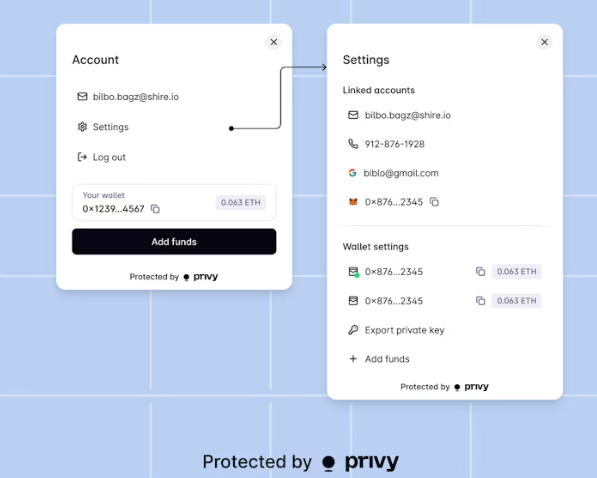 Account
bilbo.bagz@shire.io
Settings
Log out
Your wallet
0×1239...4567
0.063 ETH
Add funds
Protected by privy
Settings
Linked accounts
bilbo.bagz@shire.io
912-876-1928
biblo@gmail.com
0×876...2345
Wallet settings
0×876...2345 0.063 ETH
0×876...2345 0.063 ETH
Export private key
Add funds
Protected by privy
Protected by privy